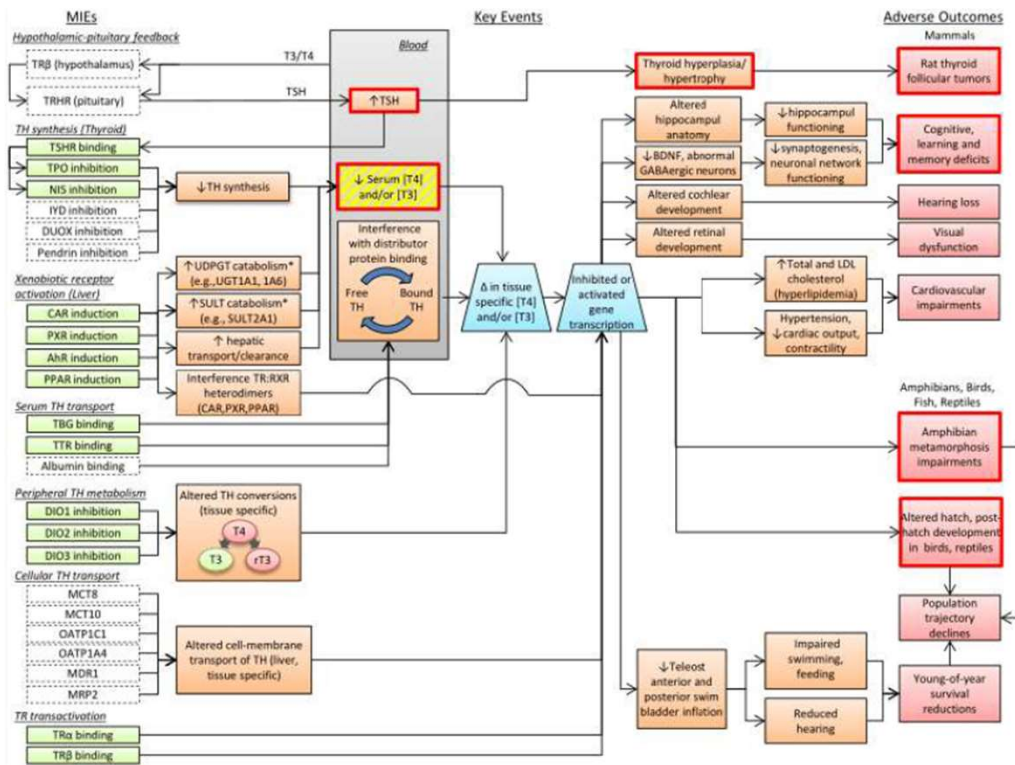 MIEs
Key Events
Adverse Outcomes
Hypothalamic-pituitary feedback
TRβ (hypothalamus)
TRHR (pituitary)
T3/T4
TSH
Blood
↑TSH
Thyroid hyperplasia/
hypertrophy
Mammals
Rat thyroid
follicular tumors
TH synthesis (Thyroid)
TSHR binding
TPO inhibition
NIS inhibition
IYD inhibition
DUOX inhibition
Pendrin inhibition
↓TH synthesis
↓ Serum [T4]
and/or [T3]
Interference
with distributor
protein binding
Free
TH
Bound
TH
Altered
hippocampul
anatomy
↓hippocampul
functioning
↓BDNF, abnormal
GABAergic neurons
↓synaptogenesis,
neuronal network
functioning
Cognitive,
learning and
memory deficits
Altered cochlear
development
Hearing loss
Altered retinal
development
Visual
dysfunction
Xenobiotic receptor
activation (Liver)
CAR induction
PXR induction
AhR induction
PPAR induction
↑UDPGT catabolism*
(e.g.,UGT1A1, 1A6)
↑SULT catabolism*
(e.g., SULT2A1)
↑ hepatic
transport/clearance
Interference TR:RXR
heterodimers
(CAR,PXR,PPAR)
Δ in tissue
specific [T4]
and/or [T3]
Inhibited or
activated
gene
transcription
↑Total and LDL
cholesterol
(hyperlipidemia)
Hypertension,
↓cardiac output,
contractility
Cardiovascular
impairments
Serum TH transport
TBG binding
TTR binding
Albumin binding
Amphibians, Birds,
Fish, Reptiles
Amphibian
metamorphosis
impairments
Peripheral TH metabolism
DIO1 inhibition
DIO2 inhibition
DIO3 inhibition
Altered TH conversions
(tissue specific)
T4
T3
rT3
Altered hatch, post-
hatch development
in birds, reptiles
Cellular TH transport
MCT8
MCT10
OATP1C1
OATP1A4
MDR1
MRP2
Altered cell-membrane
transport of TH (liver,
tissue specific)
Population
trajectory
declines
↓Teleost
anterior and
posterior swim
bladder inflation
Impaired
swimming,
feeding
Reduced
hearing
Young-of-year
survival
reductions
TR transactivation
TRα binding
TRβ binding